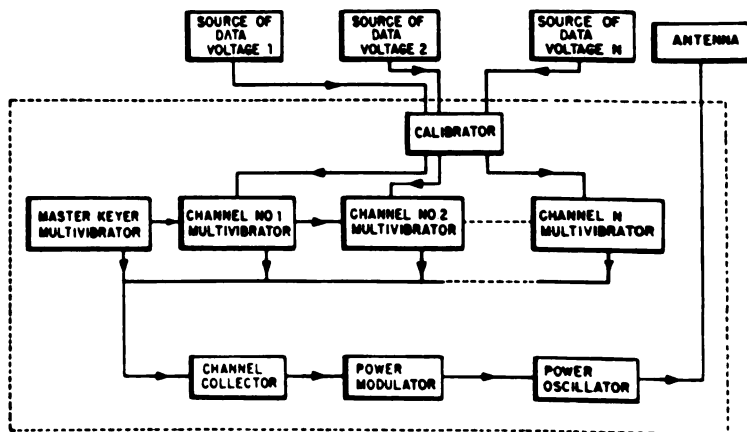 SOURCE OF
DATA
VOLTAGE 1
SOURCE OF
DATA
VOLTAGE 2
SOURCE OF
DATA
VOLTAGE N
ANTENNA
CALIBRATOR
MASTER KEYER
MULTIVIBRATOR
CHANNEL NO.1
MULTIVIBRATOR
CHANNEL NO.2
MULTIVIBRATOR
CHANNEL N
MULTIVIBRATOR
CHANNEL
COLLECTOR
POWER
MODULATOR
POWER
OSCILLATOR